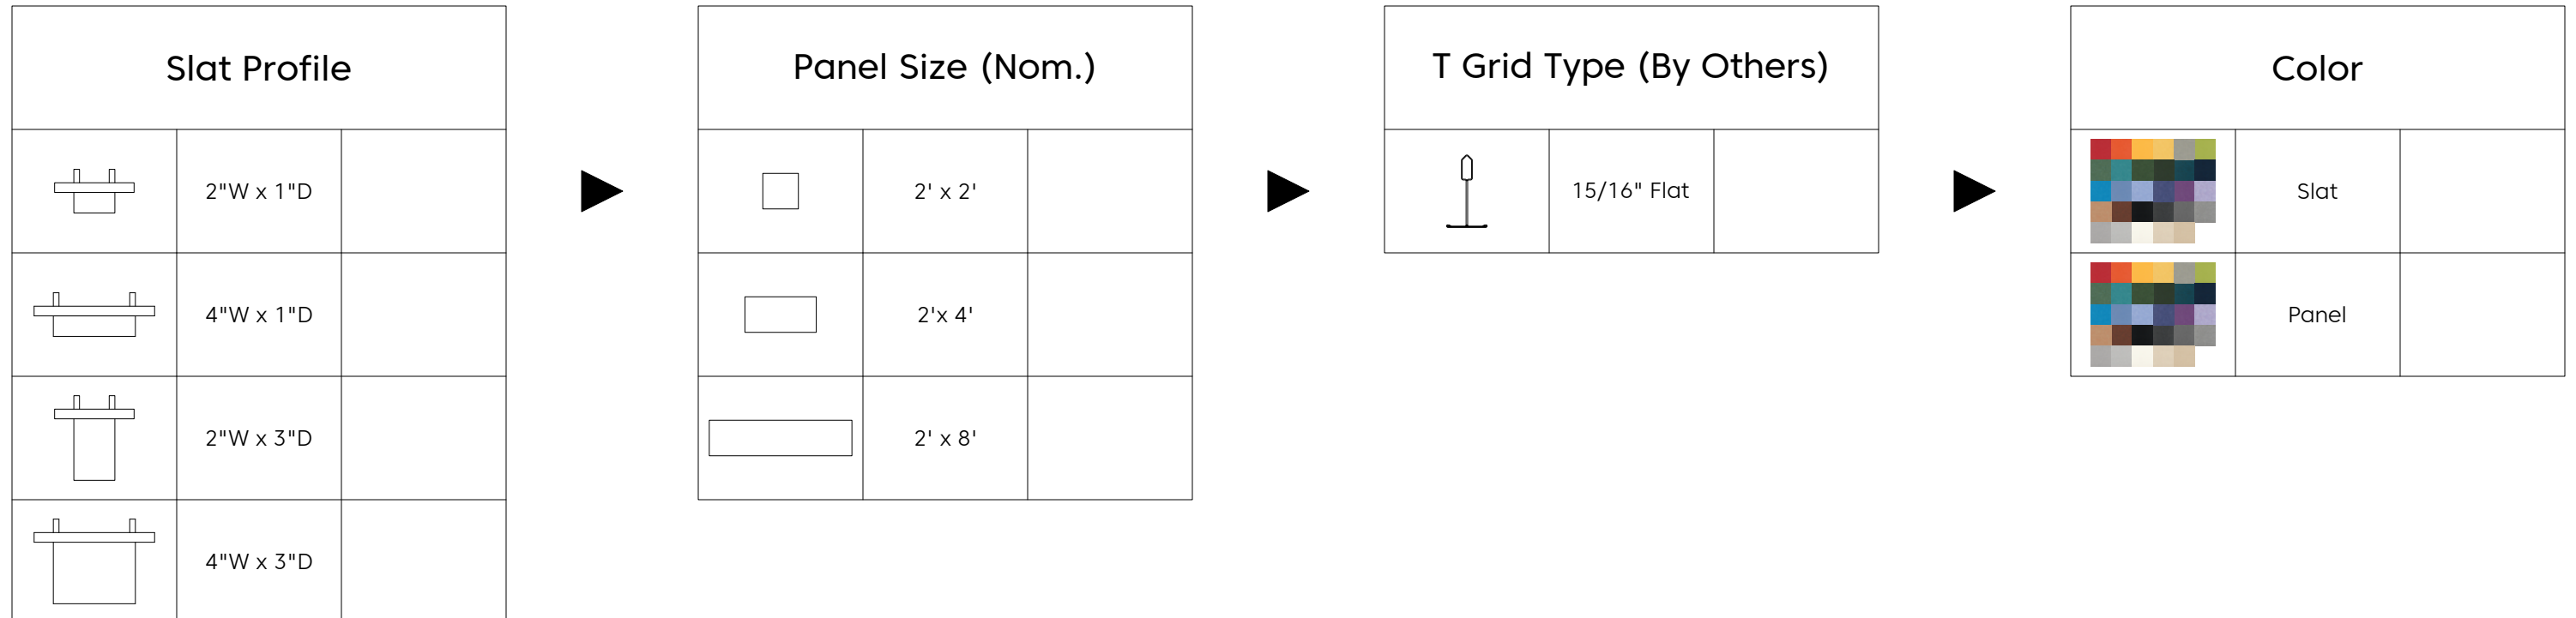 Slat Profile
2"W x 1"D
4"W x 1"D
2"W x 3"D
4"W x 3"D
Panel Size (Nom.)
2' x 2'
2'x 4'
2' x 8'
T Grid Type (By Others)
15/16" Flat
Color
Slat
Panel